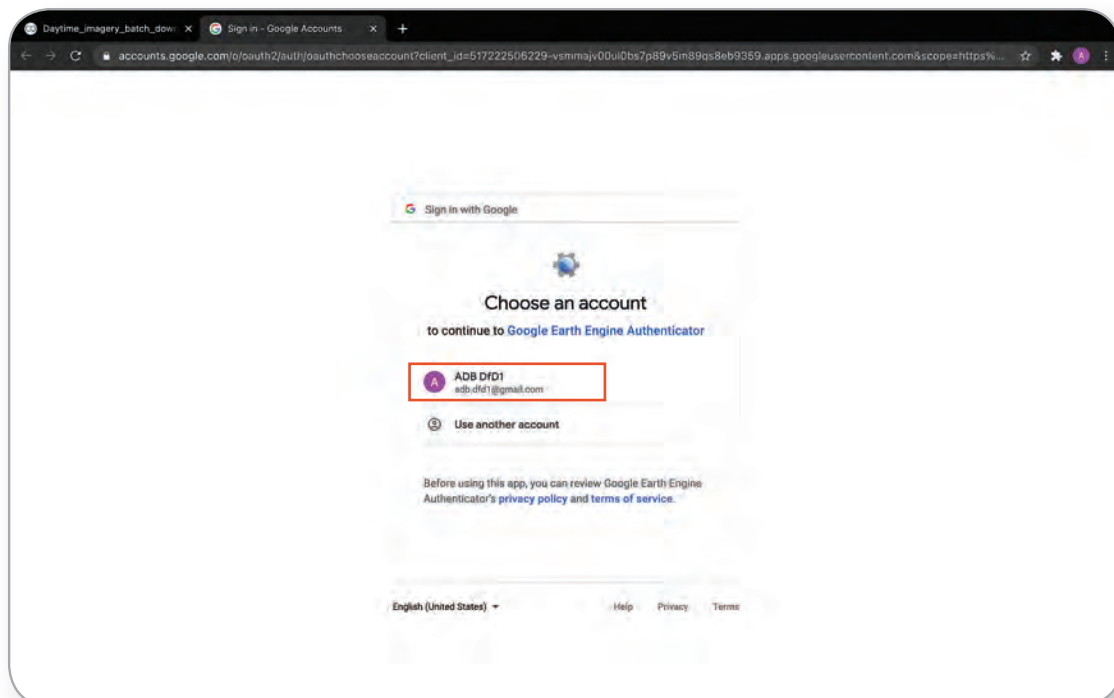 Daytime_imagery_batch_dow
Sign in - Google Accounts
accounts.google.com/o/oauth2/auth/oauthchooseaccount?client_id=517222506229-vsmmajv00ul0bs7p89v5m89qs8eb9359.apps.googleusercontent.com&scope=https%...
A
G Sign in with Google
Choose an account
to continue to Google Earth Engine Authenticator
A
ADB DfD1
adb.dfd1@gmail.com
Use another account
Before using this app, you can review Google Earth Engine
Authenticator's privacy policy and terms of service.
English (United States)
Help Privacy Terms